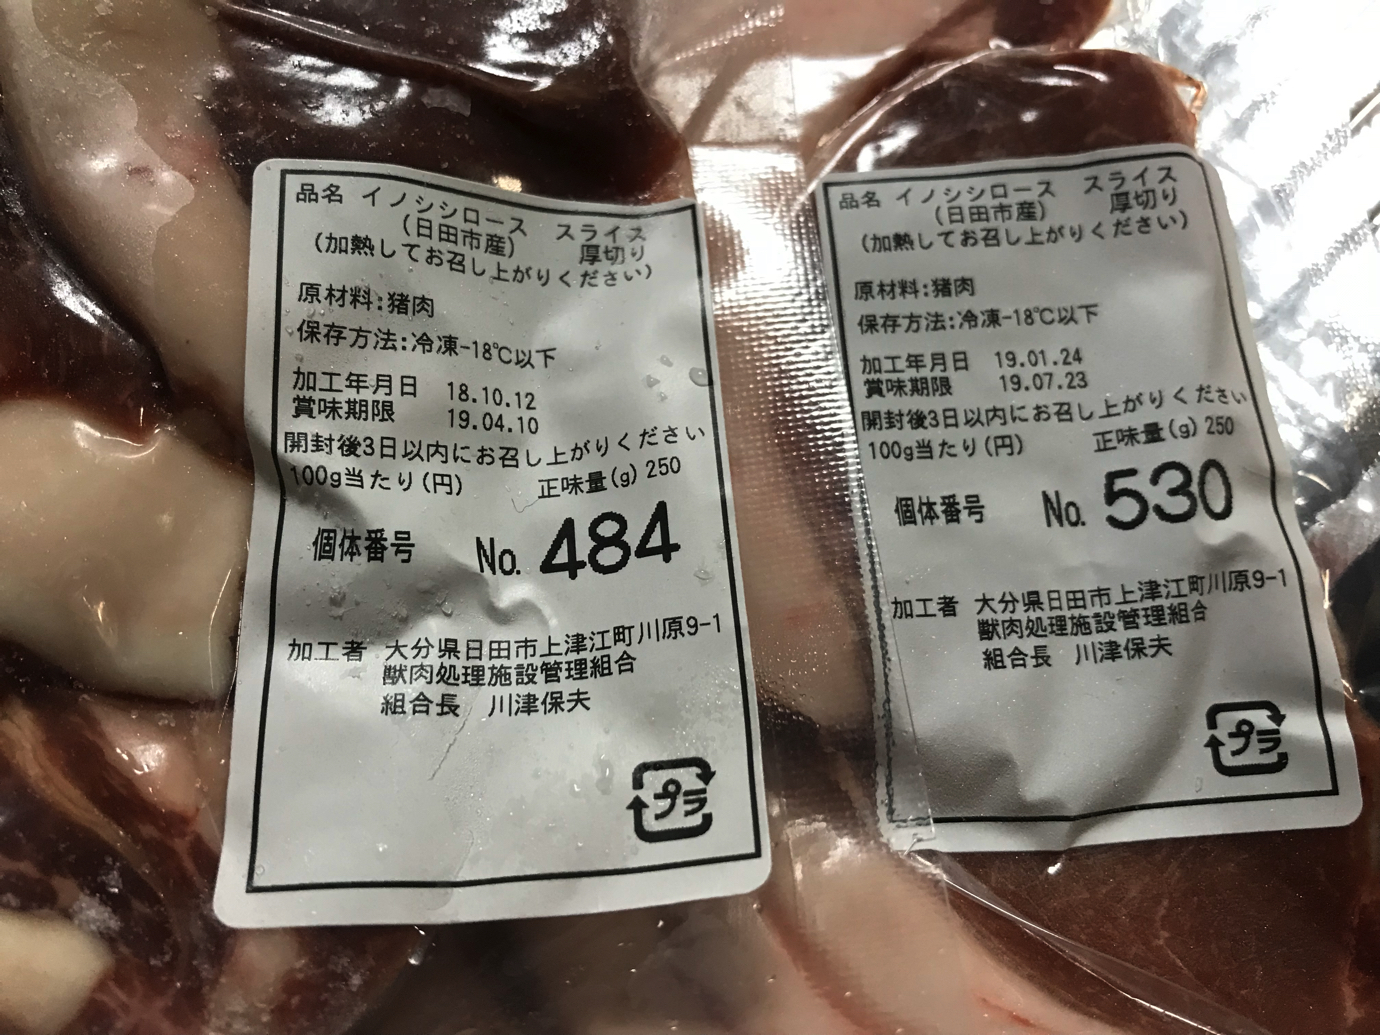 品名 イノシシロース スライス
(日田市産) 厚切り
(加熱してお召し上がりください)
原材料:猪肉
保存方法:冷凍-18℃以下
加工年月日 18.10.12
賞味期限 19.04.10
開封後3日以内にお召し上がりください
100g当たり(円) 正味量(g) 250
個体番号 No. 484
加工者 大分県日田市上津江町川原9-1
獣肉処理施設管理組合
組合長 川津保夫
プラ
品名 イノシシロース スライス
(日田市産) 厚切り
(加熱してお召し上がりください)
原材料:猪肉
保存方法:冷凍-18℃以下
加工年月日 19.01.24
賞味期限 19.07.23
開封後3日以内にお召し上がりください
100g当たり(円) 正味量(g) 250
個体番号 No. 530
加工者 大分県日田市上津江町川原9-1
獣肉処理施設管理組合
組合長 川津保夫
プラ